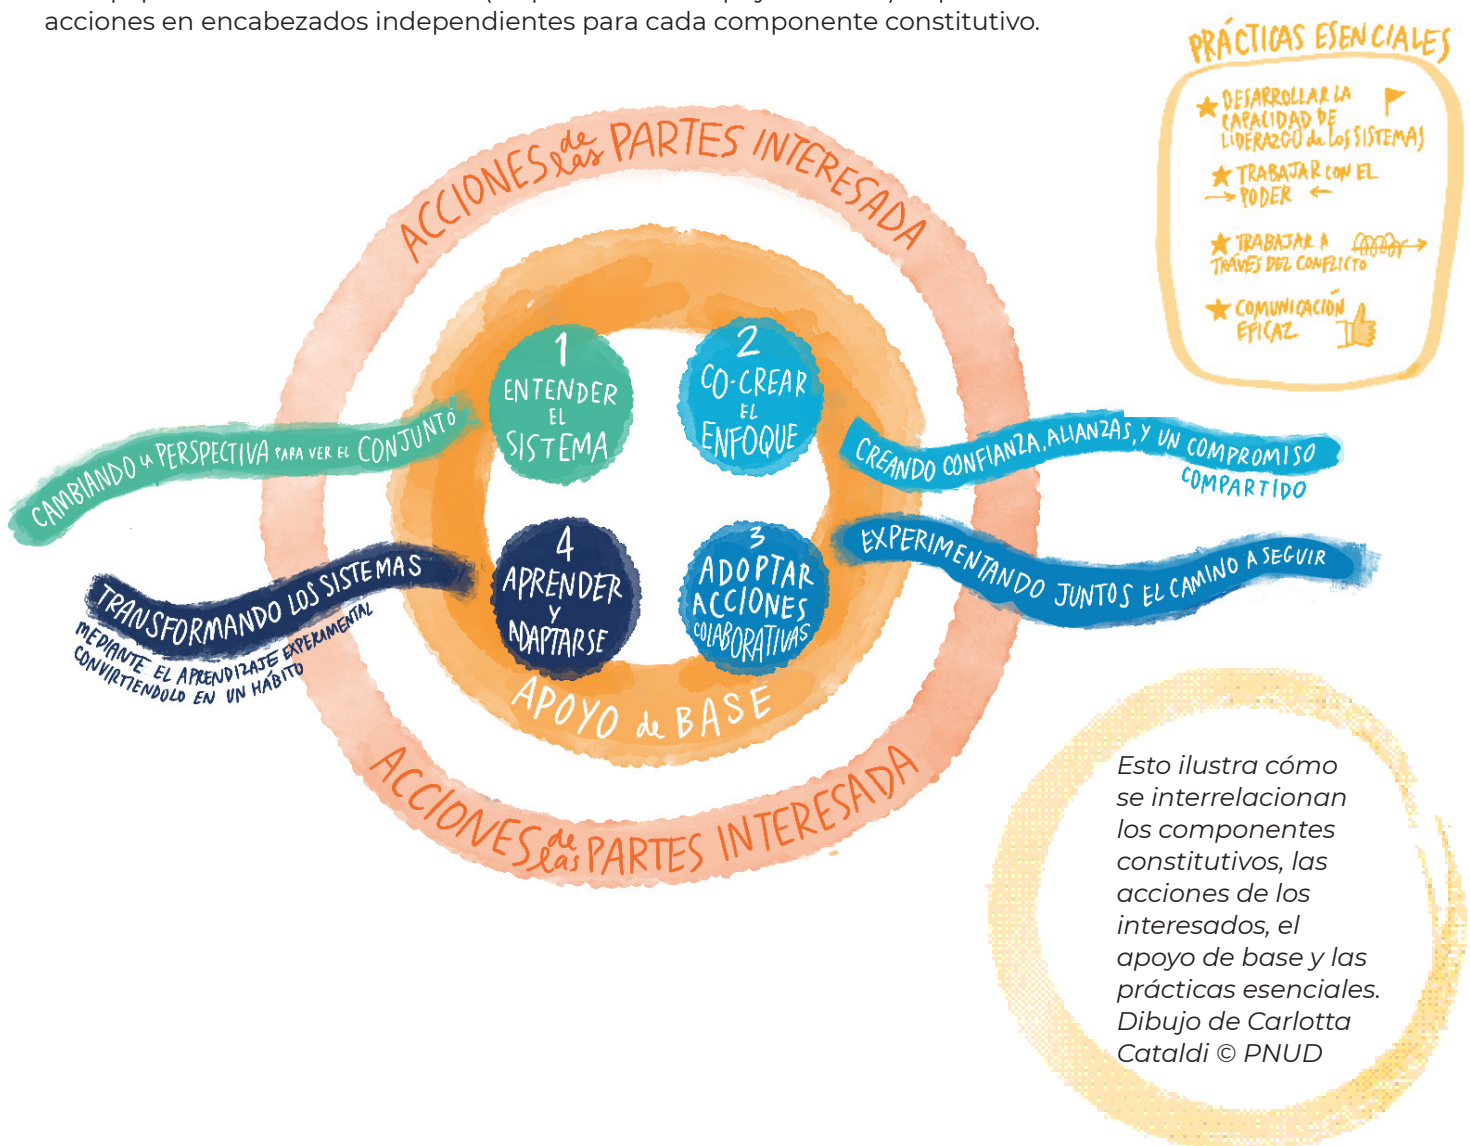 acciones en encabezados independientes para cada componente constitutivo.
PRÁCTICAS ESENCIALES
DESARROLLAR LA
CAPACIDAD DE
LIDERAZGO de LOS SISTEMAS
TRABAJAR CON EL
PODER
TRABAJAR A
TRAVÉS DEL CONFLICTO
COMUNICACIÓN
EFICAZ
ACCIONES de las PARTES INTERESADA
1
ENTENDER
EL
SISTEMA
2
CO-CREAR
EL
ENFOQUE
CAMBIANDO LA PERSPECTIVA PARA VER EL CONJUNTO
CREANDO CONFIANZA, ALIANZAS, Y UN COMPROMISO
COMPARTIDO
4
APRENDER
Y
ADAPTARSE
3
ADOPTAR
ACCIONES
COLABORATIVAS
TRANSFORMANDO LOS SISTEMAS
MEDIANTE EL APRENDIZAJE EXPERIMENTAL
CONVIRTIENDOLO EN UN HÁBITO
EXPERIMENTANDO JUNTOS EL CAMINO A SEGUIR
APOYO de BASE
ACCIONES de las PARTES INTERESADA
Esto ilustra cómo
se interrelacionan
los componentes
constitutivos, las
acciones de los
interesados, el
apoyo de base y las
prácticas esenciales.
Dibujo de Carlotta
Cataldi © PNUD